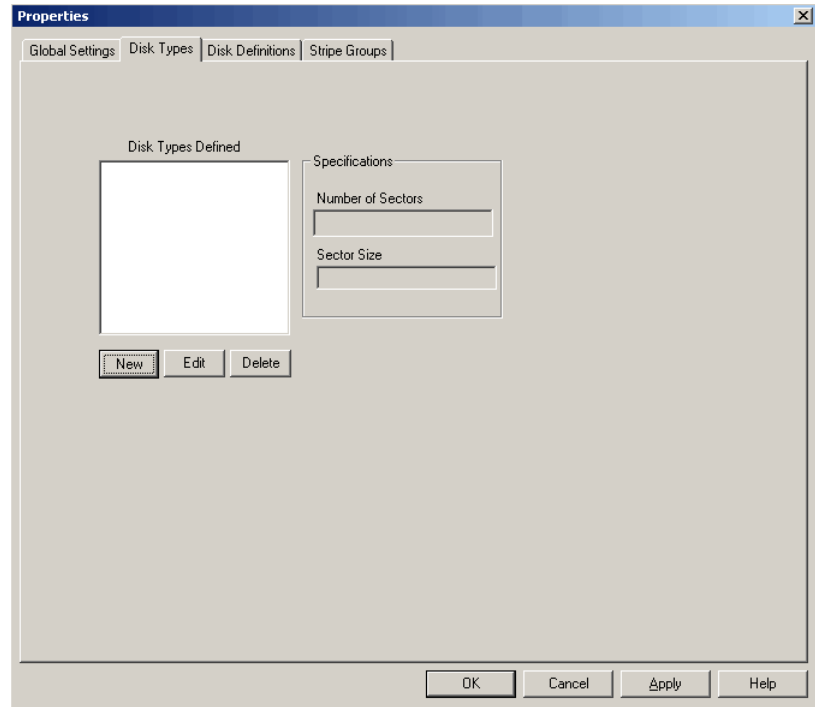 Properties
Global Settings Disk Types Disk Definitions Stripe Groups
Disk Types Defined
Specifications
Number of Sectors
Sector Size
New Edit Delete
OK Cancel Apply Help